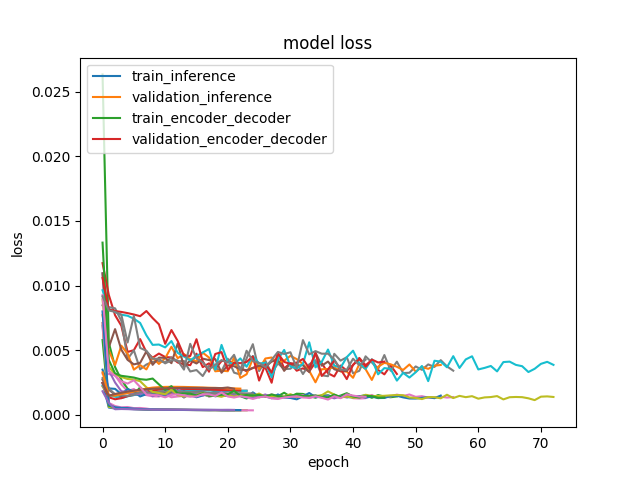 model loss
train_inference
validation_inference
train_encoder_decoder
validation_encoder_decoder
loss
0.025
0.020
0.015
0.010
0.005
0.000
0 10 20 30 40 50 60 70
epoch